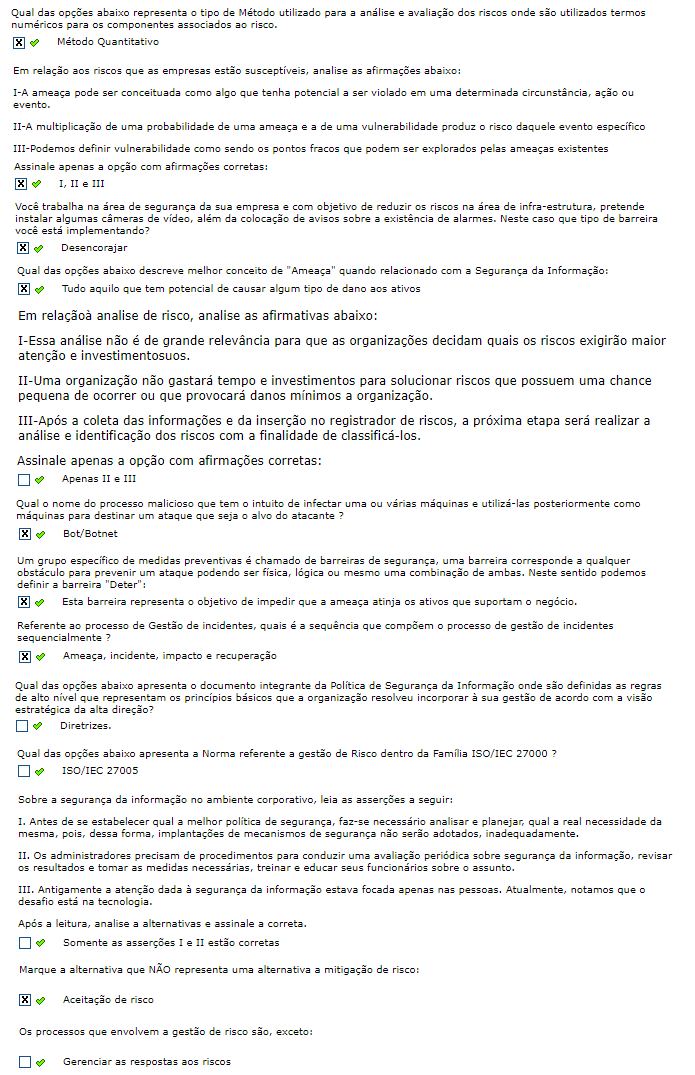 Qual das opções abaixo representa o tipo de Método utilizado para a análise e avaliação dos riscos onde são utilizados termos
numéricos para os componentes associados ao risco.
Método Quantitativo
Em relação aos riscos que as empresas estão susceptíveis, analise as afirmações abaixo:
I-A ameaça pode ser conceituada como algo que tenha potencial a ser violado em uma determinada circunstância, ação ou
evento.
II-A multiplicação de uma probabilidade de uma ameaça e a de uma vulnerabilidade produz o risco daquele evento específico
III-Podemos definir vulnerabilidade como sendo os pontos fracos que podem ser explorados pelas ameaças existentes
Assinale apenas a opção com afirmações corretas:
I, II e III
Você trabalha na área de segurança da sua empresa e com objetivo de reduzir os riscos na área de infra-estrutura, pretende
instalar algumas câmeras de vídeo, além da colocação de avisos sobre a existência de alarmes. Neste caso que tipo de barreira
você está implementando?
Desencorajar
Qual das opções abaixo descreve melhor conceito de "Ameaça" quando relacionado com a Segurança da Informação:
Tudo aquilo que tem potencial de causar algum tipo de dano aos ativos
Em relaçãoà analise de risco, analise as afirmativas abaixo:
I-Essa análise não é de grande relevância para que as organizações decidam quais os riscos exigirão maior
atenção e investimentosuos.
II-Uma organização não gastará tempo e investimentos para solucionar riscos que possuem uma chance
pequena de ocorrer ou que provocará danos mínimos a organização.
III-Após a coleta das informações e da inserção no registrador de riscos, a próxima etapa será realizar a
análise e identificação dos riscos com a finalidade de classificá-los.
Assinale apenas a opção com afirmações corretas:
Apenas II e III
Qual o nome do processo malicioso que tem o intuito de infectar uma ou várias máquinas e utilizá-las posteriormente como
máquinas para destinar um ataque que seja o alvo do atacante ?
Bot/Botnet
Um grupo específico de medidas preventivas é chamado de barreiras de segurança, uma barreira corresponde a qualquer
obstáculo para prevenir um ataque podendo ser física, lógica ou mesmo uma combinação de ambas. Neste sentido podemos
definir a barreira "Deter":
Esta barreira representa o objetivo de impedir que a ameaça atinja os ativos que suportam o negócio.
Referente ao processo de Gestão de incidentes, quais é a sequência que compõem o processo de gestão de incidentes
sequencialmente ?
Ameaça, incidente, impacto e recuperação
Qual das opções abaixo apresenta o documento integrante da Política de Segurança da Informação onde são definidas as regras
de alto nível que representam os princípios básicos que a organização resolveu incorporar à sua gestão de acordo com a visão
estratégica da alta direção?
Diretrizes.
Qual das opções abaixo apresenta a Norma referente a gestão de Risco dentro da Família ISO/IEC 27000 ?
ISO/IEC 27005
Sobre a segurança da informação no ambiente corporativo, leia as asserções a seguir:
I. Antes de se estabelecer qual a melhor política de segurança, faz-se necessário analisar e planejar, qual a real necessidade da
mesma, pois, dessa forma, implantações de mecanismos de segurança não serão adotados, inadequadamente.
II. Os administradores precisam de procedimentos para conduzir uma avaliação periódica sobre segurança da informação, revisar
os resultados e tomar as medidas necessárias, treinar e educar seus funcionários sobre o assunto.
III. Antigamente a atenção dada à segurança da informação estava focada apenas nas pessoas. Atualmente, notamos que o
desafio está na tecnologia.
Após a leitura, analise a alternativas e assinale a correta.
Somente as asserções I e II estão corretas
Marque a alternativa que NÃO representa uma alternativa a mitigação de risco:
Aceitação de risco
Os processos que envolvem a gestão de risco são, exceto:
Gerenciar as respostas aos riscos